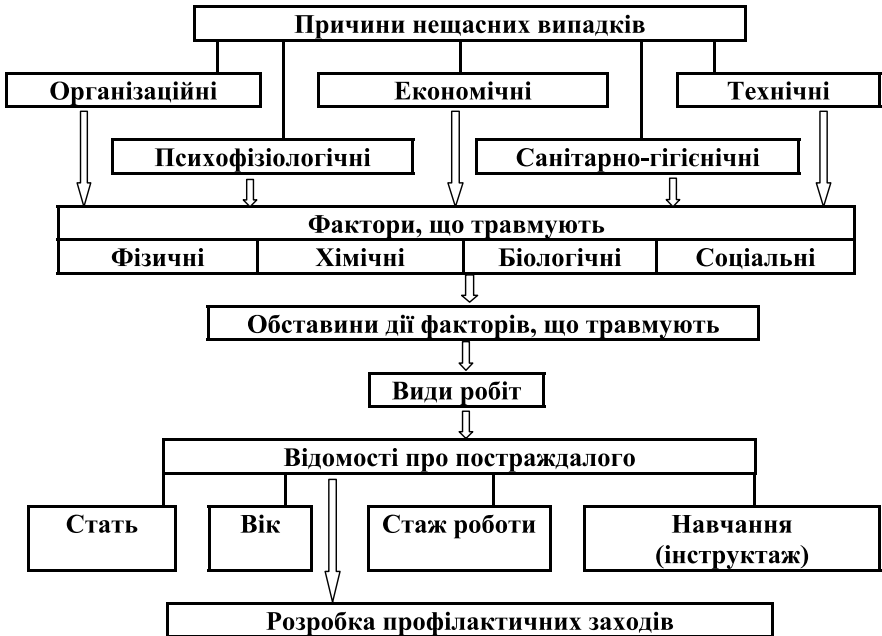 Причини нещасних випадків
Організаційні
Економічні
Технічні
Психофізіологічні
Санітарно-гігієнічні
Фактори, що травмують
Фізичні
Хімічні
Біологічні
Соціальні
Обставини дії факторів, що травмують
Види робіт
Відомості про постраждалого
Стать
Вік
Стаж роботи
Навчання
(інструктаж)
Розробка профілактичних заходів